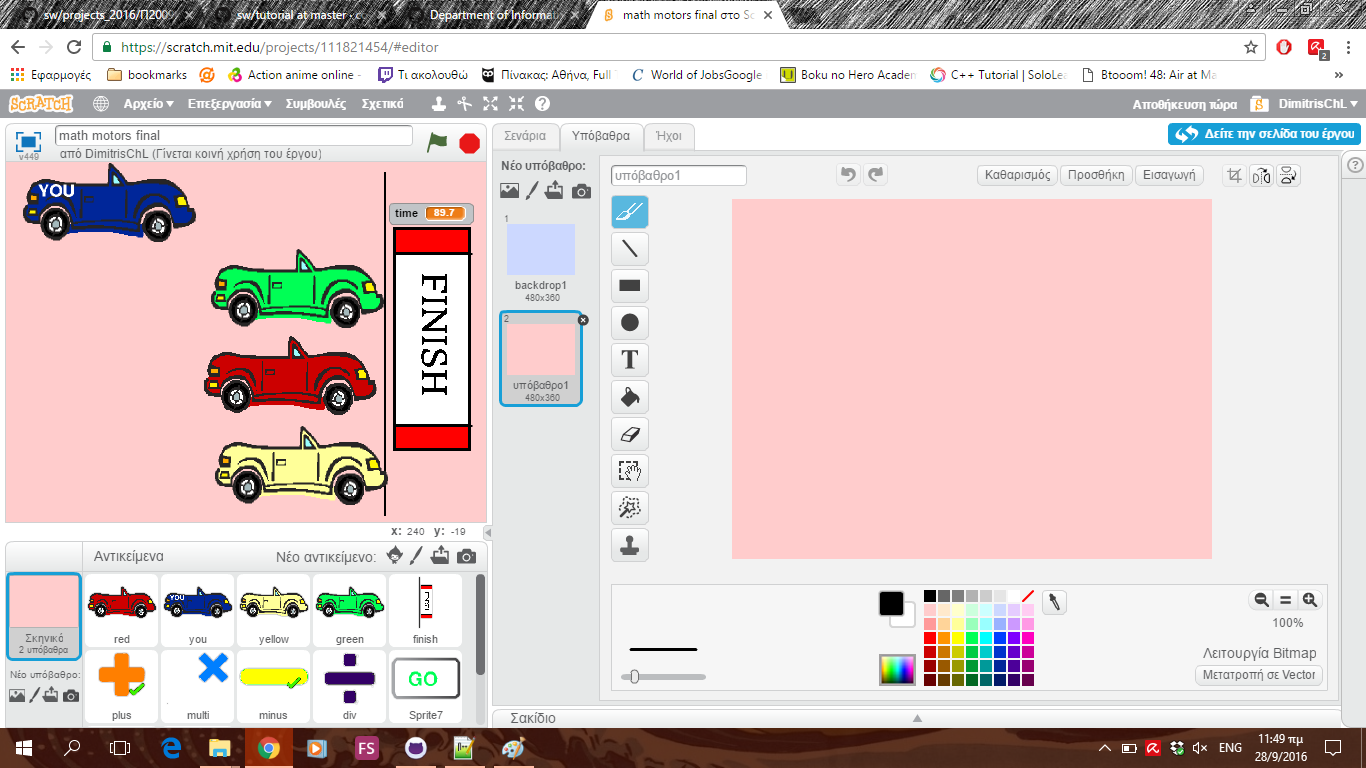 sw/projects_2016/Π200
sw/tutorial at master · c
Department of Informat
math motors final στο Sc
https://scratch.mit.edu/projects/111821454/#editor
2
Εφαρμογές
bookmarks
Action anime online -
Τι ακολουθώ
Πίνακας: Αθήνα, Full
World of JobsGoogle
Boku no Hero Acaden
C++ Tutorial | SoloLea
Btooom! 48: Air at Ma
»
SCRATCH
Αρχείο
Επεξεργασία
Συμβουλές
Σχετικά
Αποθήκευση τώρα
DimitrisChL
v449
math motors final
από DimitrisChL (Γίνεται κοινή χρήση του έργου)
Σενάρια
Υπόβαθρα
Ήχοι
Δείτε την σελίδα του έργου
YOU
time 89.7
FINISH
Νέο υπόβαθρο:
1
backdrop1
480x360
2
υπόβαθρο1
480x360
υπόβαθρο1
Καθαρισμός
Προσθήκη
Εισαγωγή
T
x: 240 y: -19
Αντικείμενα
Νέο αντικείμενο:
Σκηνικό
2 υπόβαθρα
Νέο υπόβαθρο:
red
YOU
you
yellow
green
finish
plus
multi
minus
div
GO
Sprite7
100%
Λειτουργία Bitmap
Μετατροπή σε Vector
Σακίδιο
FS
ENG
11:49 πμ
28/9/2016